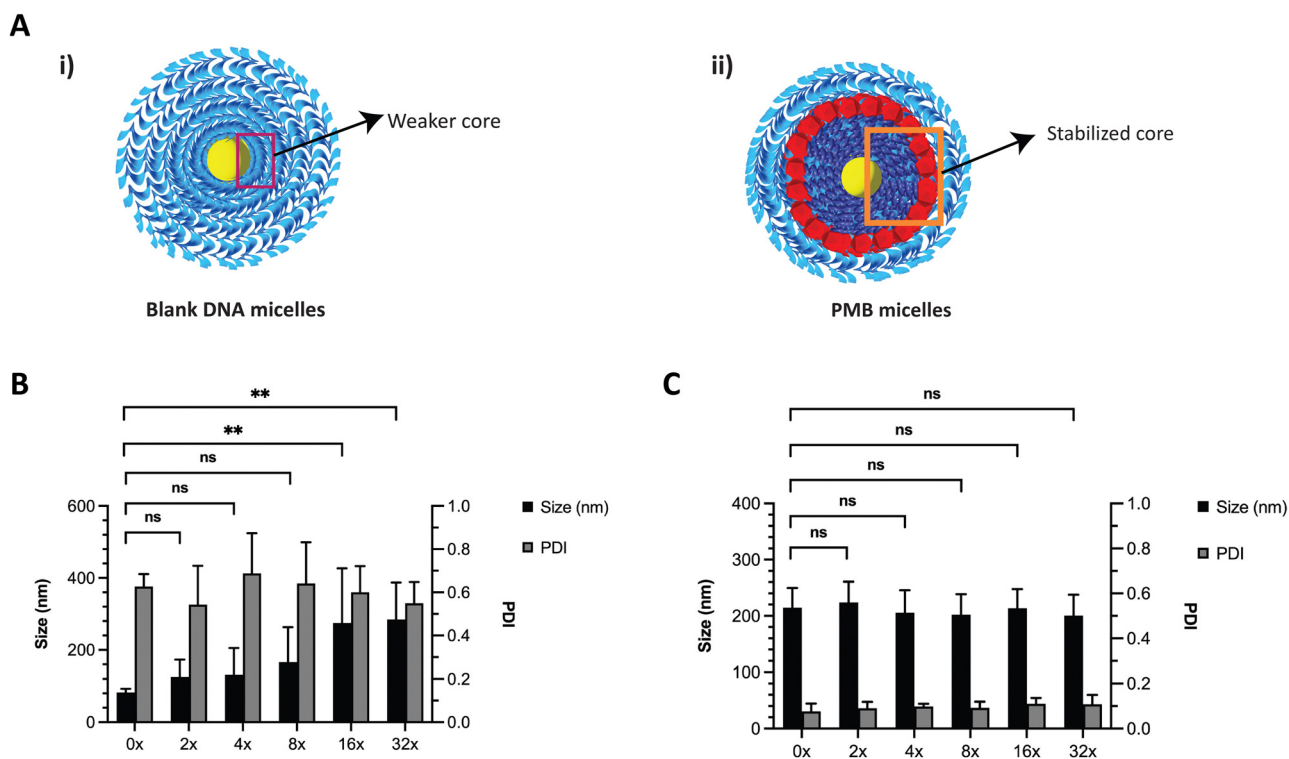 A
i)
Weaker core
Blank DNA micelles
ii)
Stabilized core
PMB micelles
B
**
**
ns
ns
ns
600
400
200
0
Size (nm)
1.0
0.8
0.6
0.4
0.2
0.0
PDI
Size (nm)
PDI
0x 2x 4x 8x 16x 32x
C
ns
ns
ns
ns
ns
400
300
200
100
0
Size (nm)
1.0
0.8
0.6
0.4
0.2
0.0
PDI
Size (nm)
PDI
0x 2x 4x 8x 16x 32x